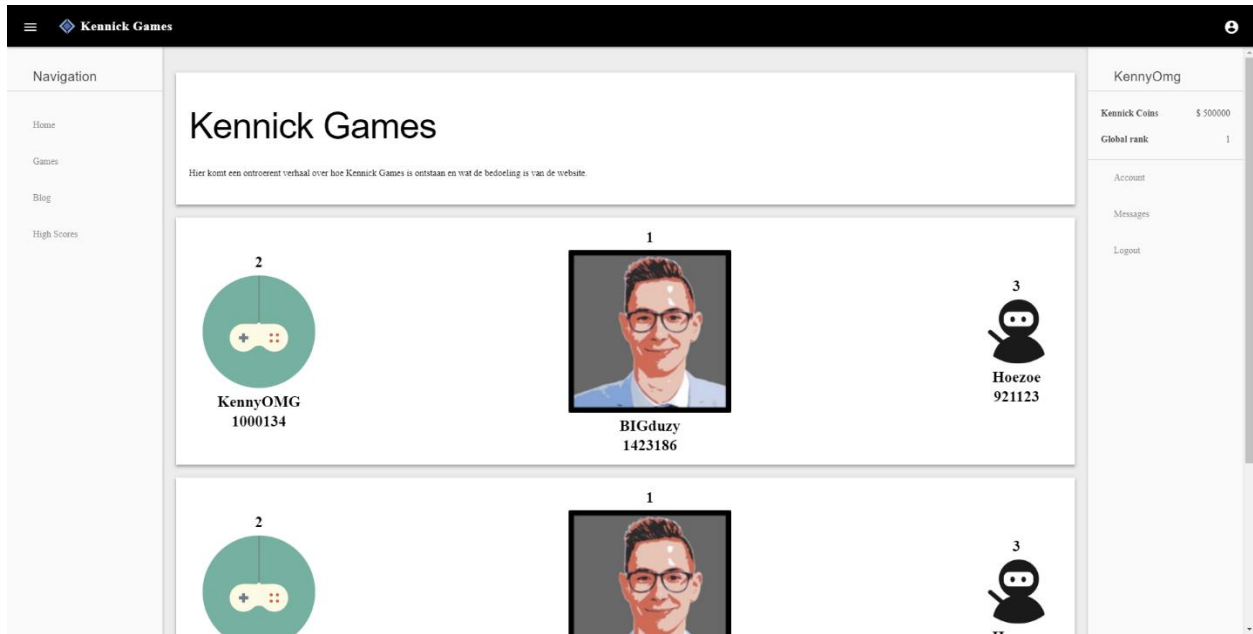 Kennick Games
Navigation
Home
Games
Blog
High Scores
Kennick Games
Hier komt een ontroerent verhaal over hoe Kennick Games is ontstaan en wat de bedoeling is van de website.
2
KennyOMG
1000134
1
BIGduzy
1423186
3
Hoezoe
921123
2
1
3
KennyOmg
Kennick Coins $ 500000
Global rank 1
Account
Messages
Logout